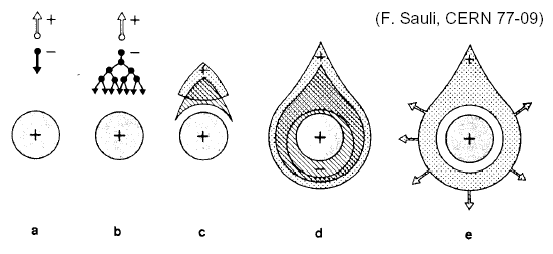 (F. Sauli, CERN 77-09)
+ + 
− − + + +
+ + −
+ +
a b c d e